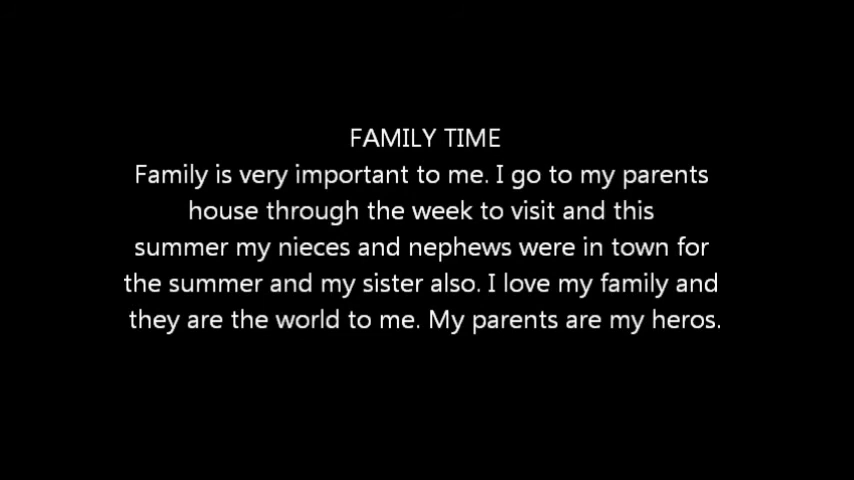 FAMILY TIME
Family is very important to me. I go to my parents
house through the week to visit and this
summer my nieces and nephews were in town for
the summer and my sister also. I love my family and
they are the world to me. My parents are my heros.